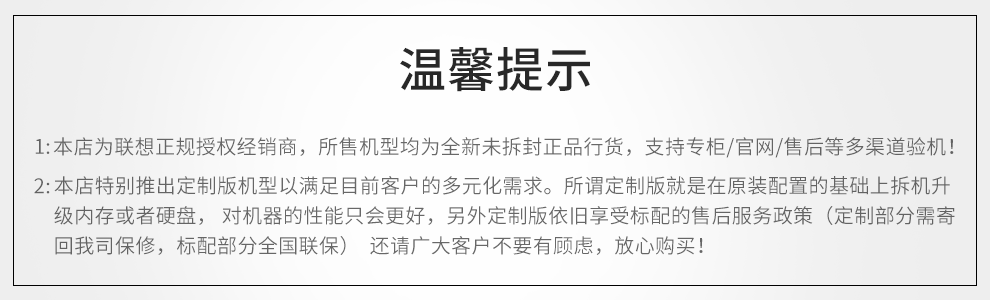 温馨提示
1:本店为联想正规授权经销商，所售机型均为全新未拆封正品行货，支持专柜/官网/售后等多渠道验机！
2:本店特别推出定制版机型以满足目前客户的多元化需求。所谓定制版就是在原装配置的基础上拆机升
级内存或者硬盘， 对机器的性能只会更好，另外定制版依旧享受标配的售后服务政策（定制部分需寄
回我司保修，标配部分全国联保） 还请广大客户不要有顾虑，放心购买！